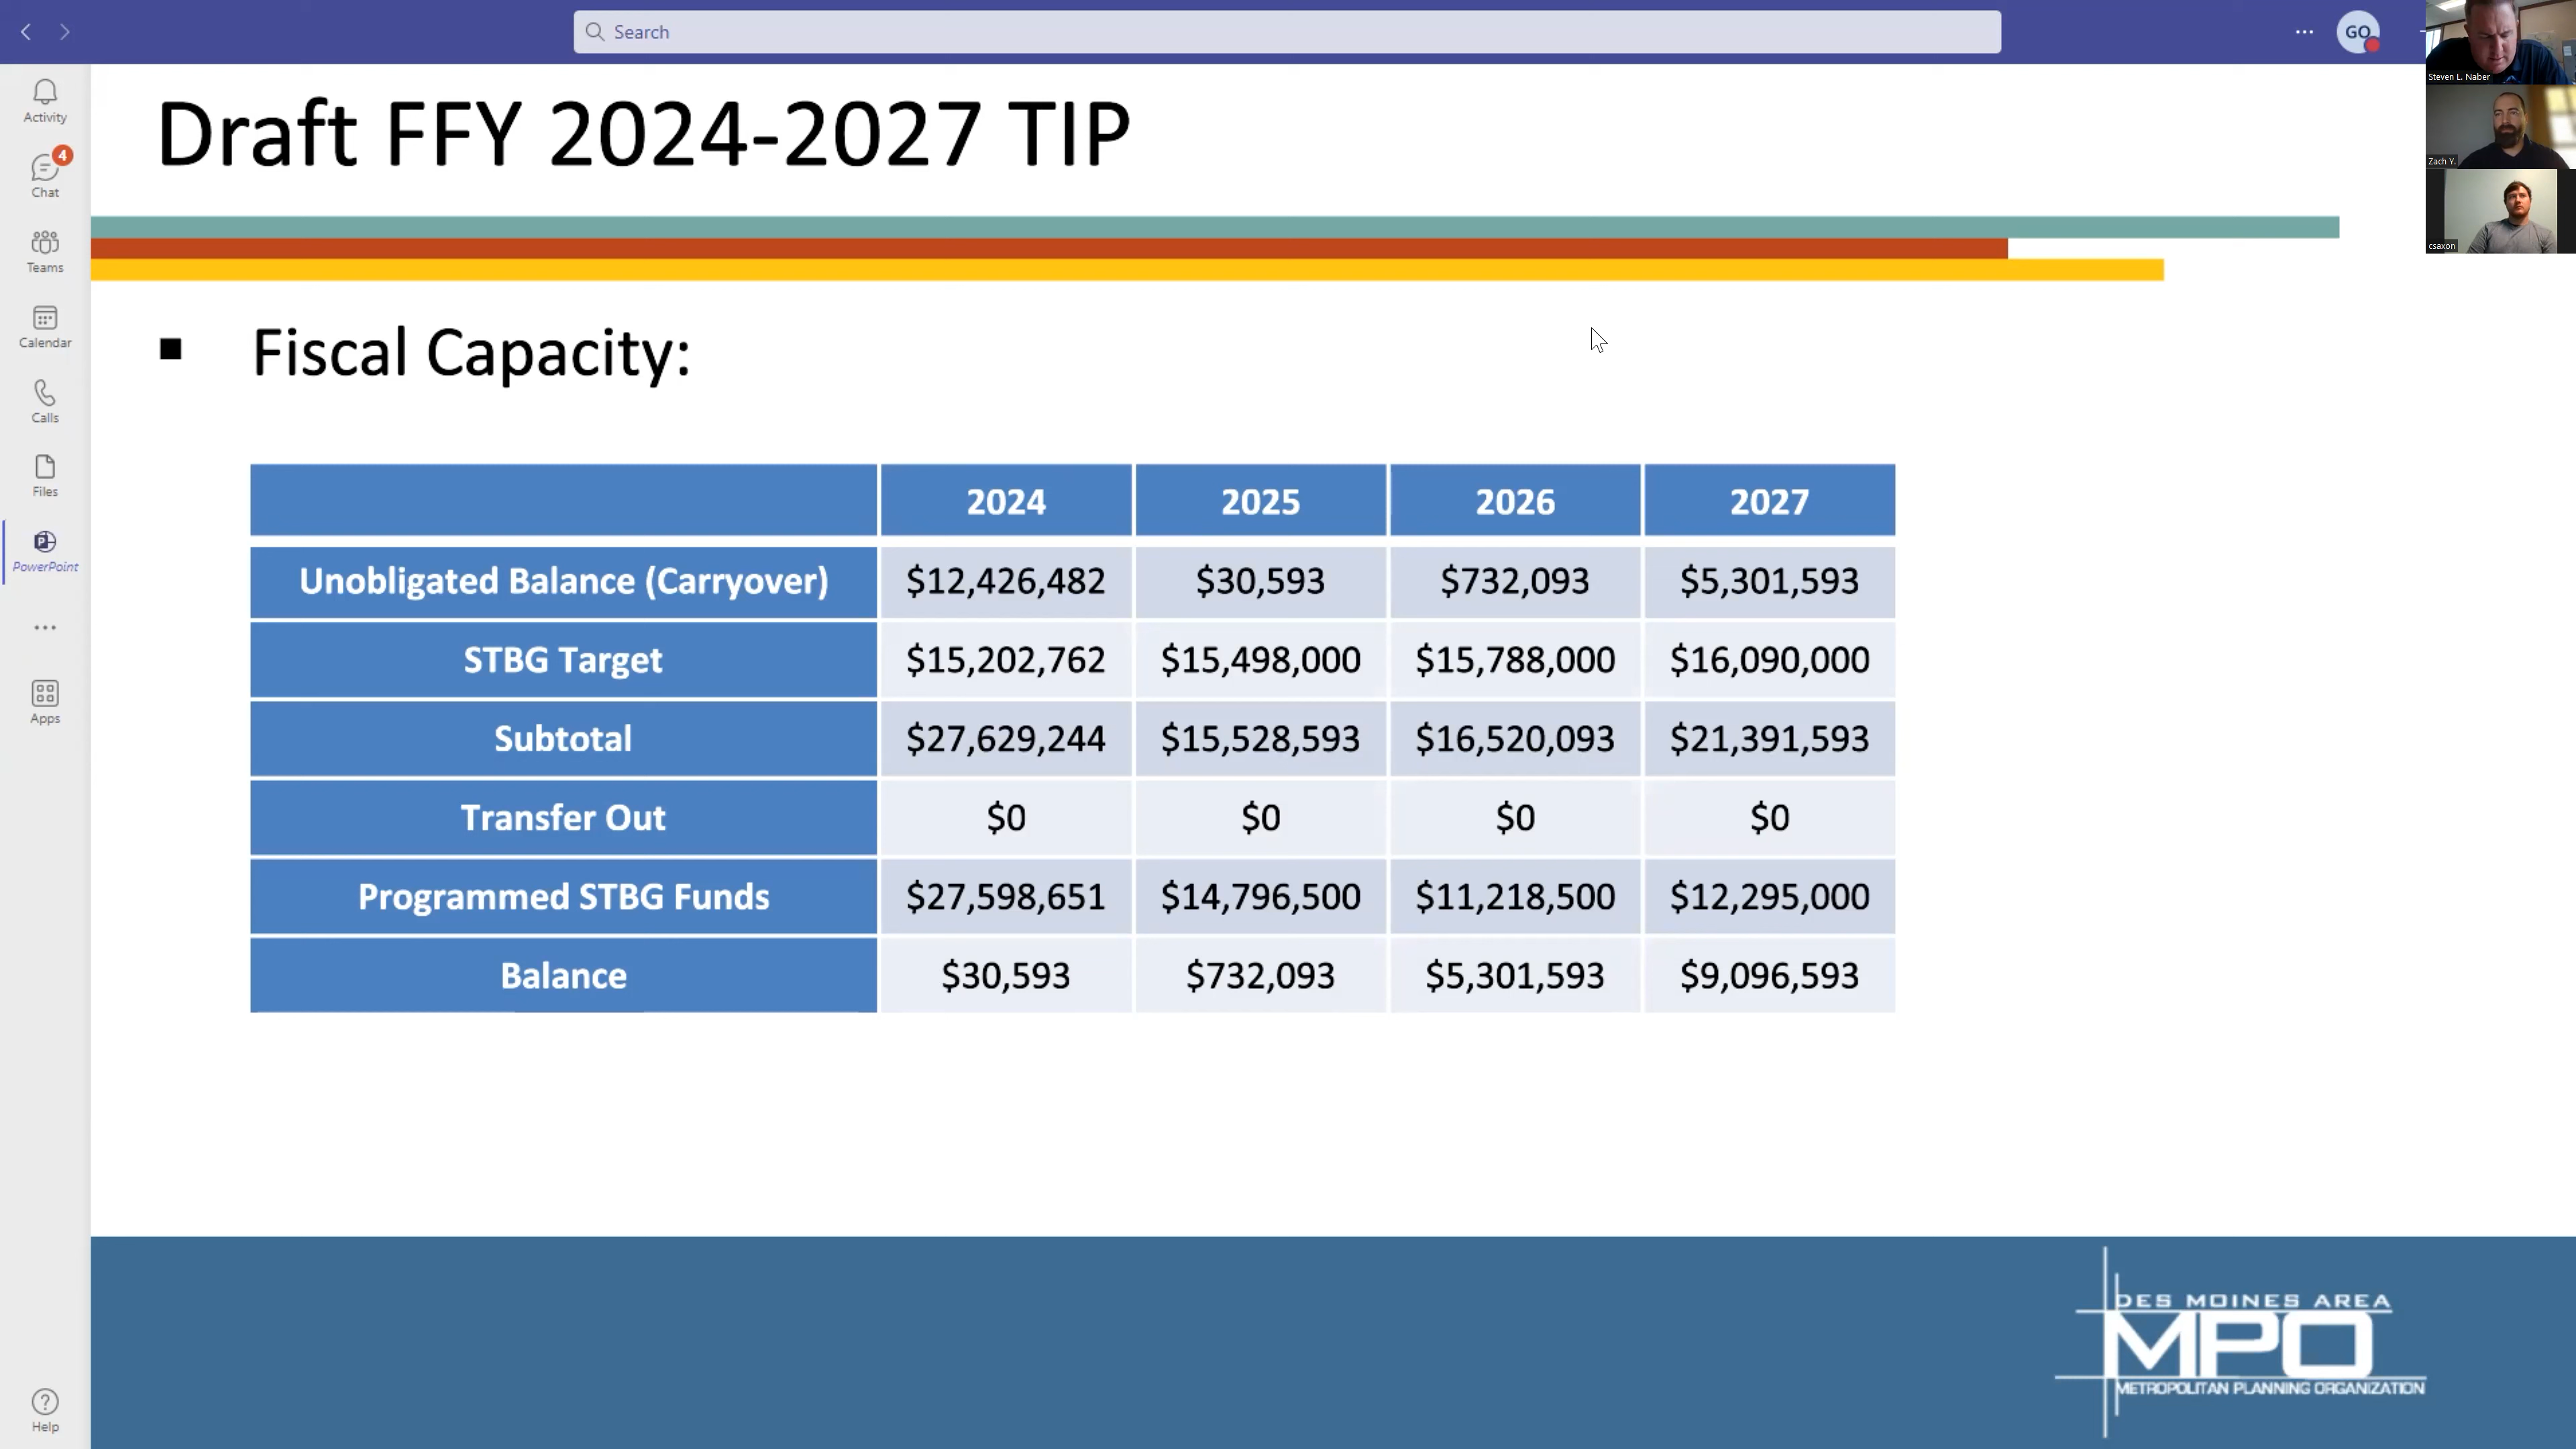 Search
GO
Steven L. Naber
Zach Y.
csaxon
Activity
4
Chat
Teams
Calendar
Calls
Files
PowerPoint
Apps
Help
Draft FFY 2024-2027 TIP
Fiscal Capacity:
2024 2025 2026 2027
Unobligated Balance (Carryover) $12,426,482 $30,593 $732,093 $5,301,593
STBG Target $15,202,762 $15,498,000 $15,788,000 $16,090,000
Subtotal $27,629,244 $15,528,593 $16,520,093 $21,391,593
Transfer Out $0 $0 $0 $0
Programmed STBG Funds $27,598,651 $14,796,500 $11,218,500 $12,295,000
Balance $30,593 $732,093 $5,301,593 $9,096,593
DES MOINES AREA
MPO
METROPOLITAN PLANNING ORGANIZATION